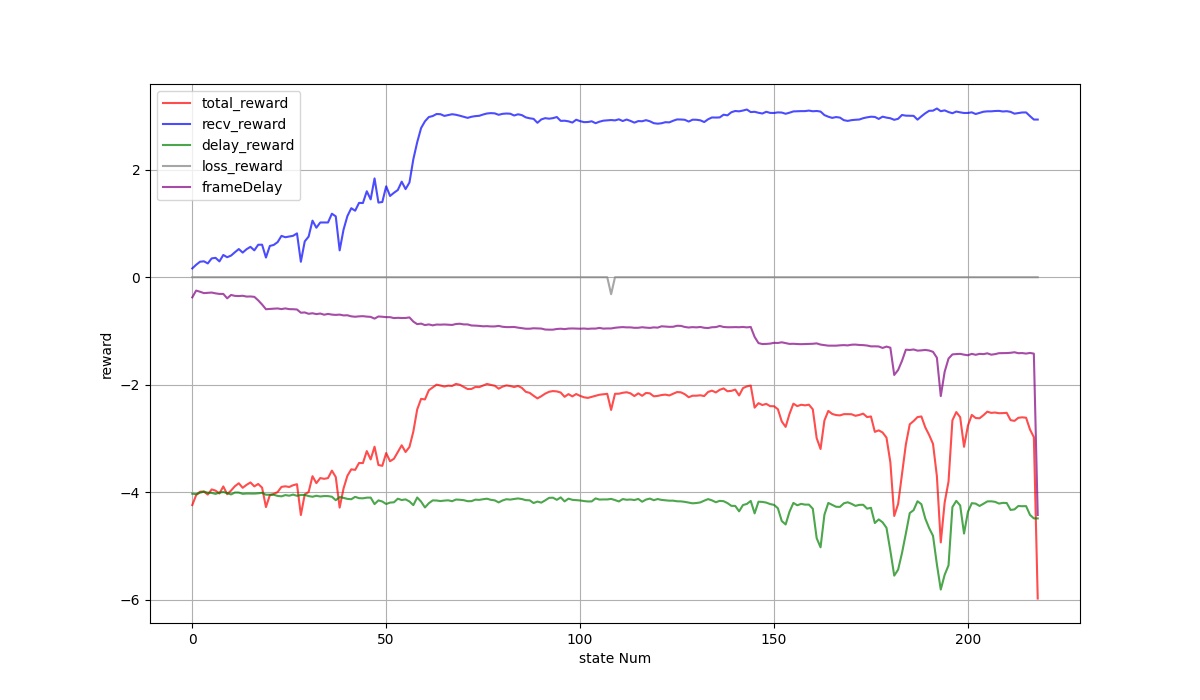 total_reward
recv_reward
delay_reward
loss_reward
frameDelay
2
0
−2
−4
−6
reward
0
50
100
150
200
state Num